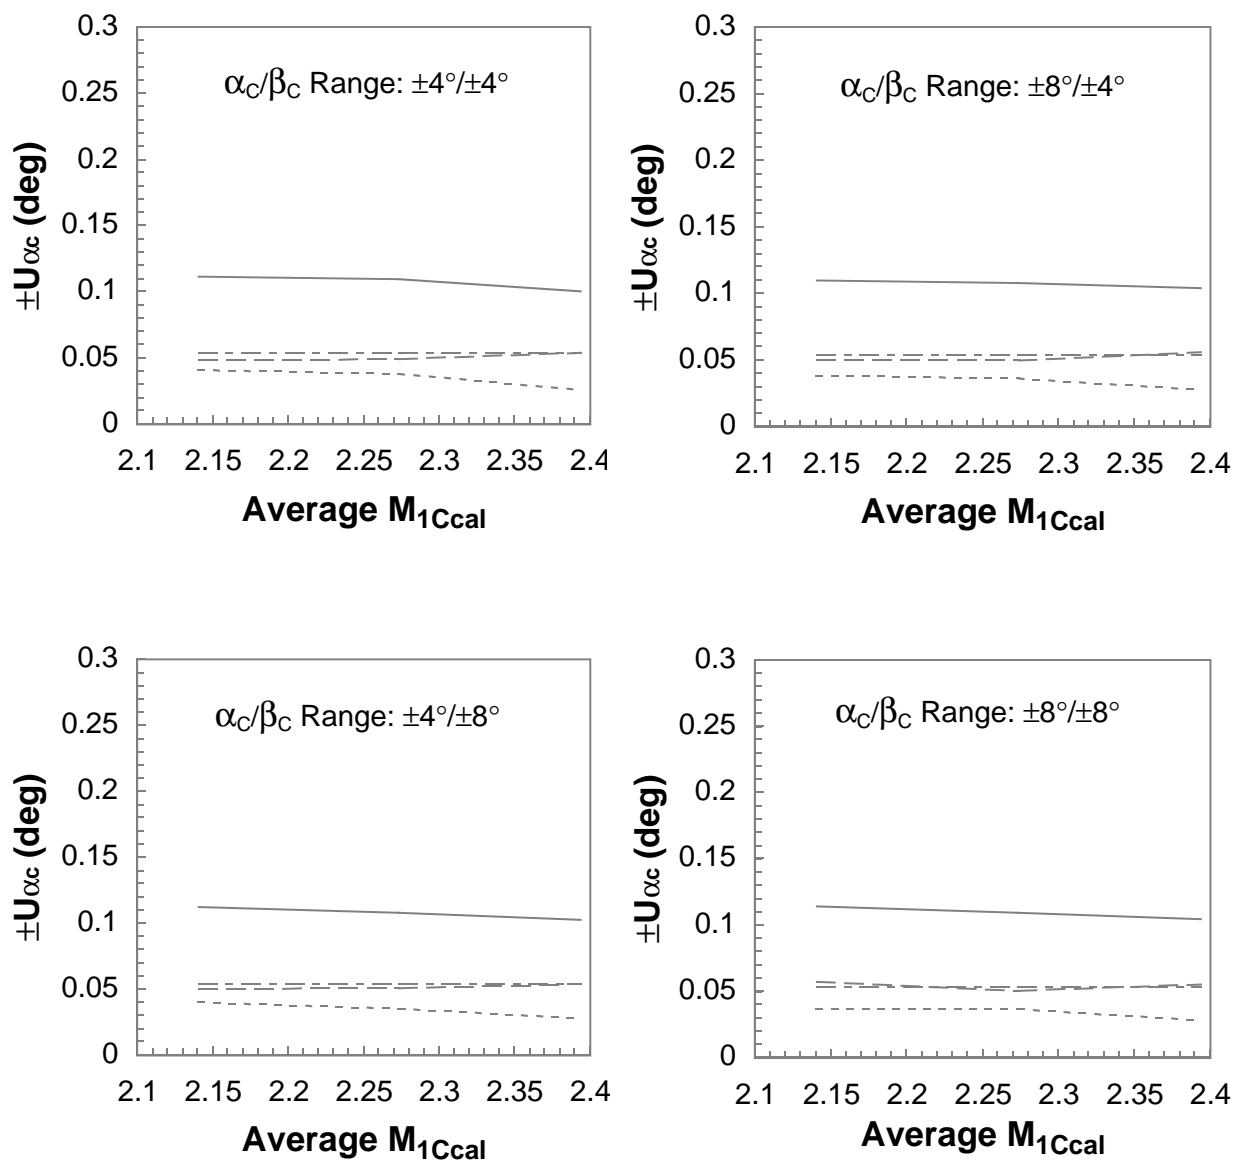 0.3
0.25
0.2
0.15
0.1
0.05
0
±Uαc (deg)
αC/βC Range: ±4°/±4°
2.1 2.15 2.2 2.25 2.3 2.35 2.4
Average M1Ccal
0.3
0.25
0.2
0.15
0.1
0.05
0
±Uαc (deg)
αC/βC Range: ±8°/±4°
2.1 2.15 2.2 2.25 2.3 2.35 2.4
Average M1Ccal
0.3
0.25
0.2
0.15
0.1
0.05
0
±Uαc (deg)
αC/βC Range: ±4°/±8°
2.1 2.15 2.2 2.25 2.3 2.35 2.4
Average M1Ccal
0.3
0.25
0.2
0.15
0.1
0.05
0
±Uαc (deg)
αC/βC Range: ±8°/±8°
2.1 2.15 2.2 2.25 2.3 2.35 2.4
Average M1Ccal